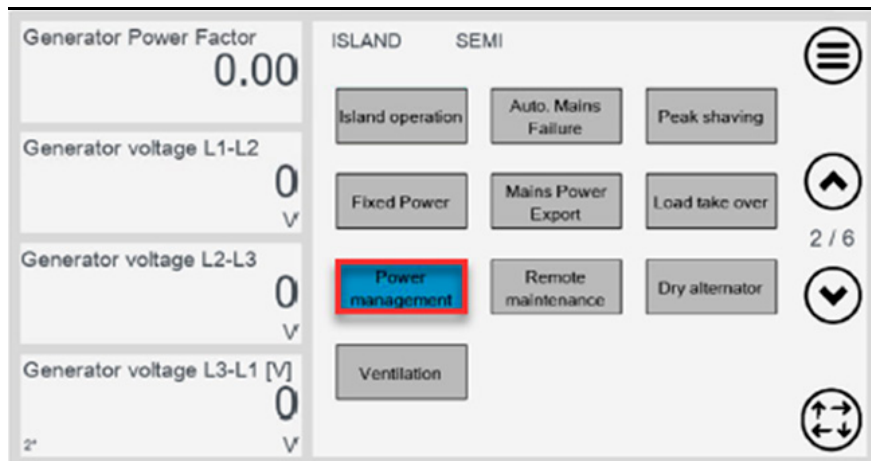 Generator Power Factor
0.00
Generator voltage L1-L2
0
V
Generator voltage L2-L3
0
V
Generator voltage L3-L1 [V]
0
2*
V
ISLAND SEMI
Island operation
Auto. Mains
Failure
Peak shaving
Fixed Power
Mains Power
Export
Load take over
Power
management
Remote
maintenance
Dry alternator
Ventilation
2 / 6